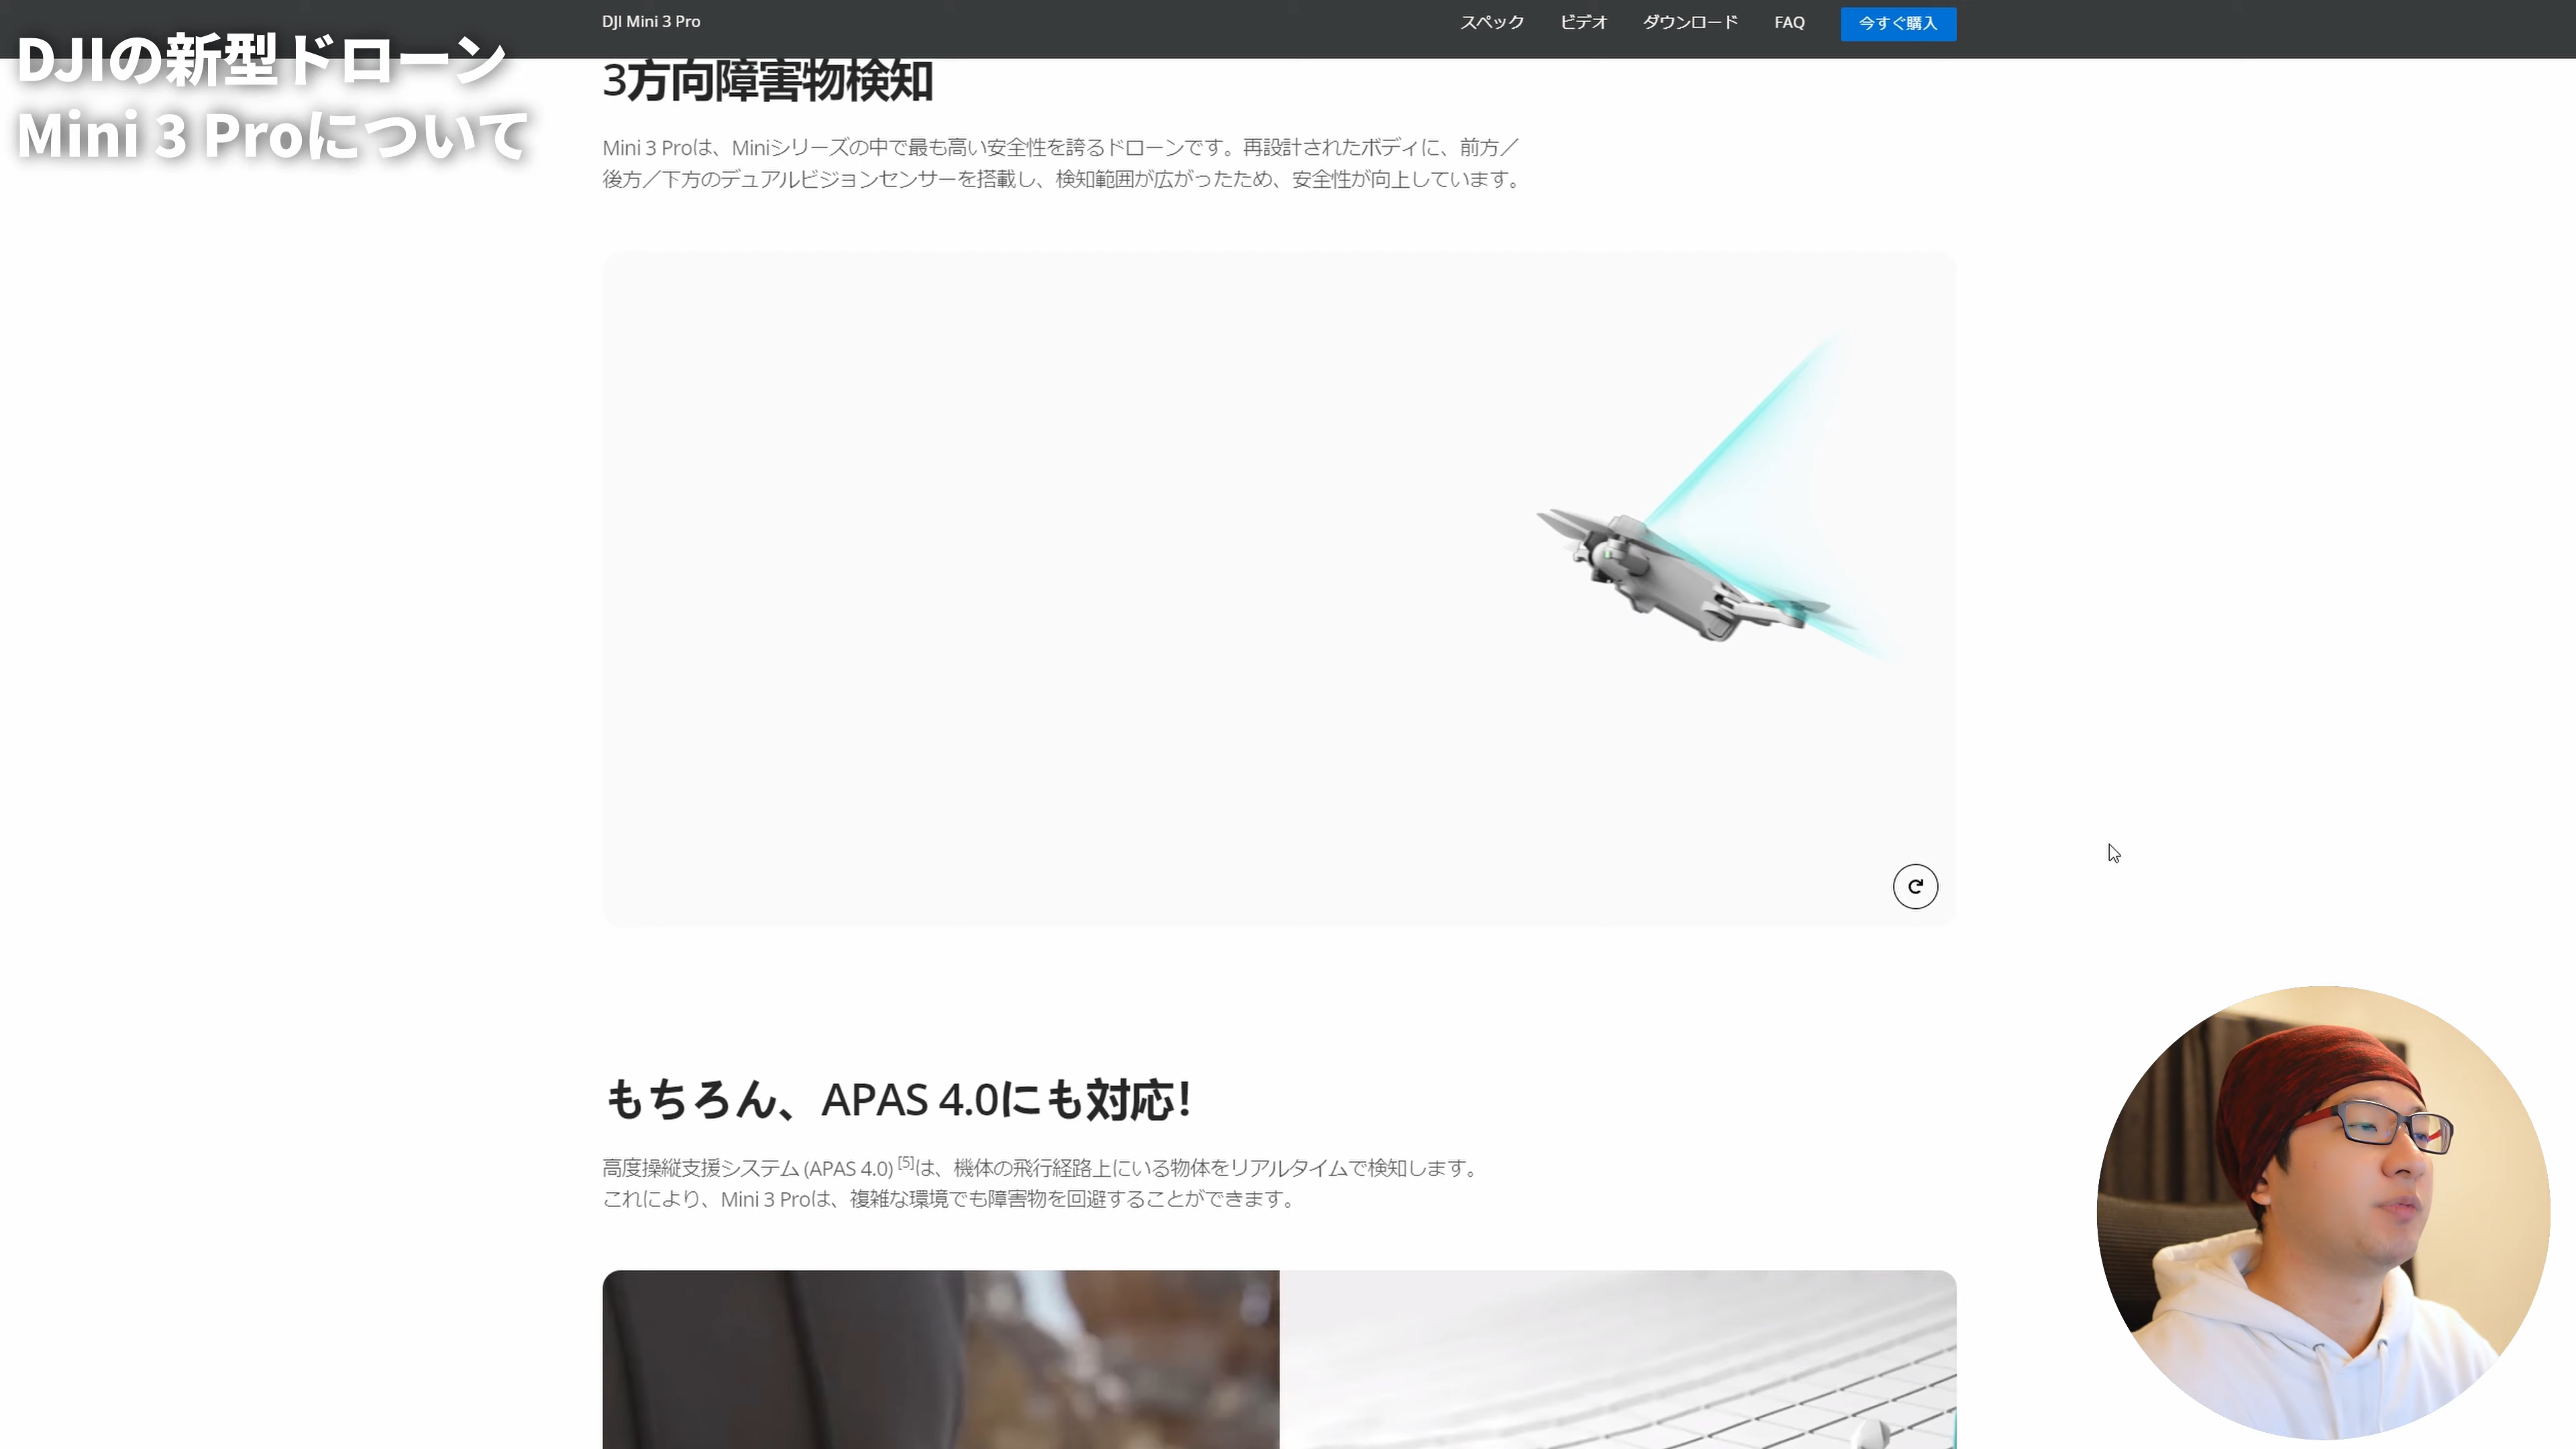 DJIの新型ドローン
Mini 3 Proについて
DJI Mini 3 Pro
スペック
ビデオ
ダウンロード
FAQ
今すぐ購入
3方向障害物検知
Mini 3 Proは、Miniシリーズの中で最も高い安全性を誇るドローンです。再設計されたボディに、前方／
後方／下方のデュアルビジョンセンサーを搭載し、検知範囲が広がったため、安全性が向上しています。
もちろん、APAS 4.0にも対応！
高度操縦支援システム (APAS 4.0) [5]は、機体の飛行経路上にいる物体をリアルタイムで検知します。
これにより、Mini 3 Proは、複雑な環境でも障害物を回避することができます。